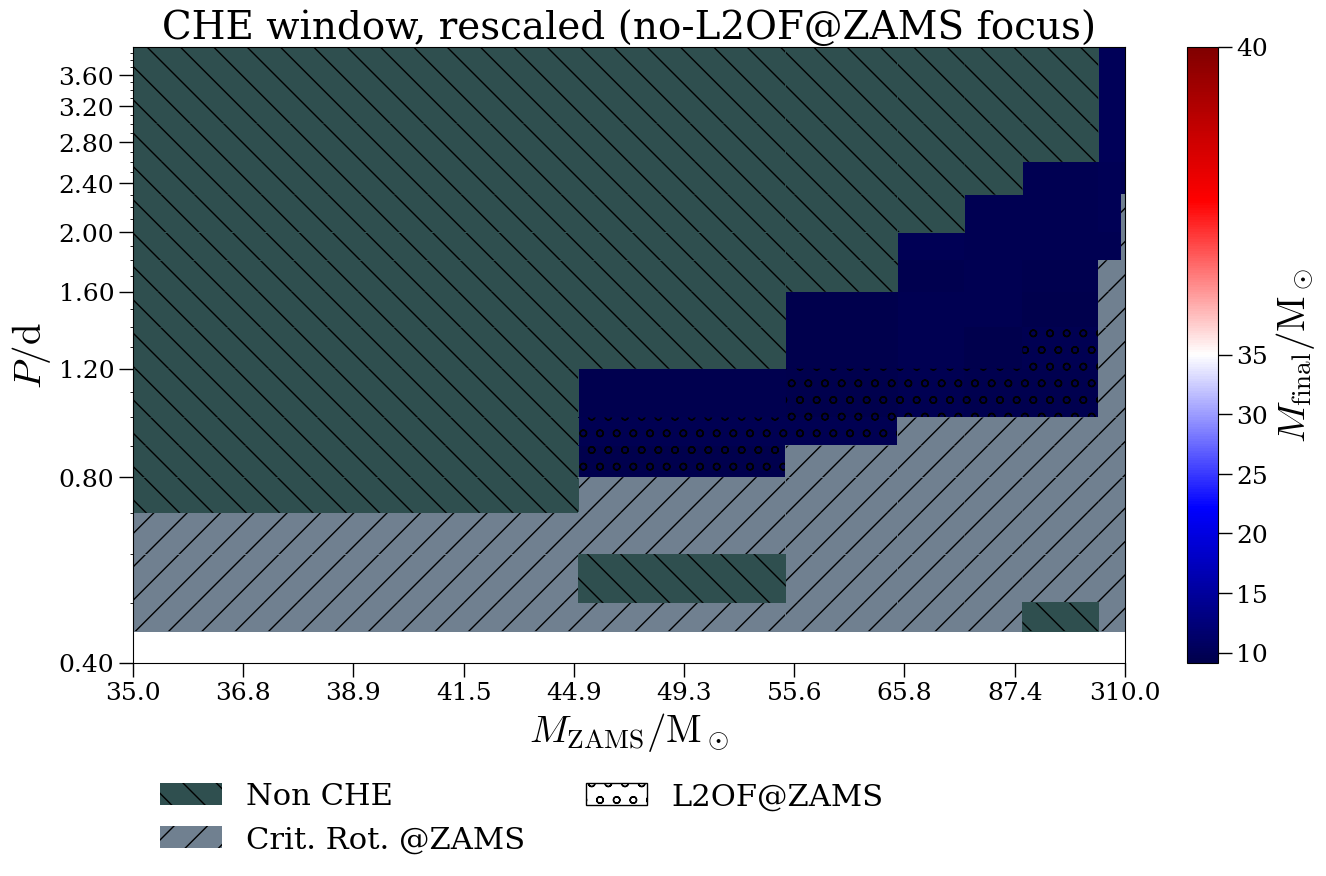 CHE window, rescaled (no-L2OF@ZAMS focus)
3.60
3.20
2.80
2.40
2.00
1.60
1.20
0.80
0.40
P/d
35.0 36.8 38.9 41.5 44.9 49.3 55.6 65.8 87.4 310.0
M_ZAMS/M_⊙
40
35
30
25
20
15
10
M_final/M_⊙
Non CHE
Crit. Rot. @ZAMS
L2OF@ZAMS